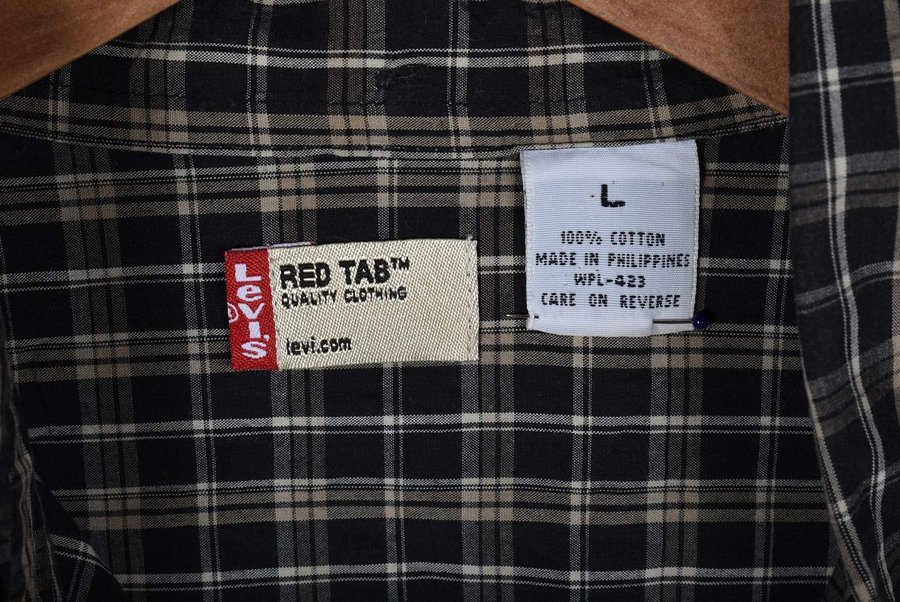 Levi's®
RED TAB™
QUALITY CLOTHING
levi.com
L
100% COTTON
MADE IN PHILIPPINES
WPL-423
CARE ON REVERSE